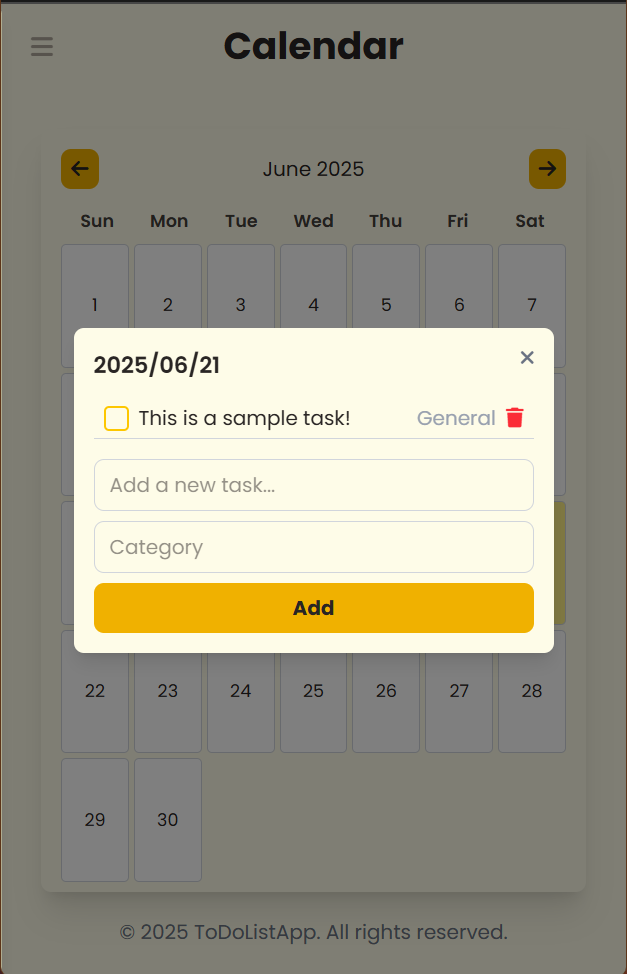 Calendar
June 2025
Sun Mon Tue Wed Thu Fri Sat
1 2 3 4 5 6 7
2025/06/21
This is a sample task! General
Add a new task...
Category
Add
22 23 24 25 26 27 28
29 30
© 2025 ToDoListApp. All rights reserved.